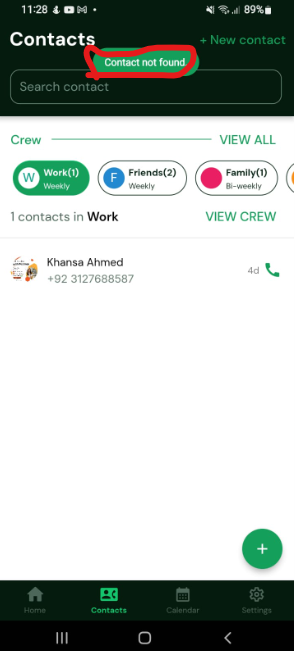 11:28
89%
Contacts
+ New contact
Contact not found
Search contact
Crew
VIEW ALL
W Work(1)
Weekly
F Friends(2)
Weekly
Family(1)
Bi-weekly
1 contacts in Work
VIEW CREW
Khansa Ahmed
+92 3127688587
4d
+
Home
Contacts
Calendar
Settings